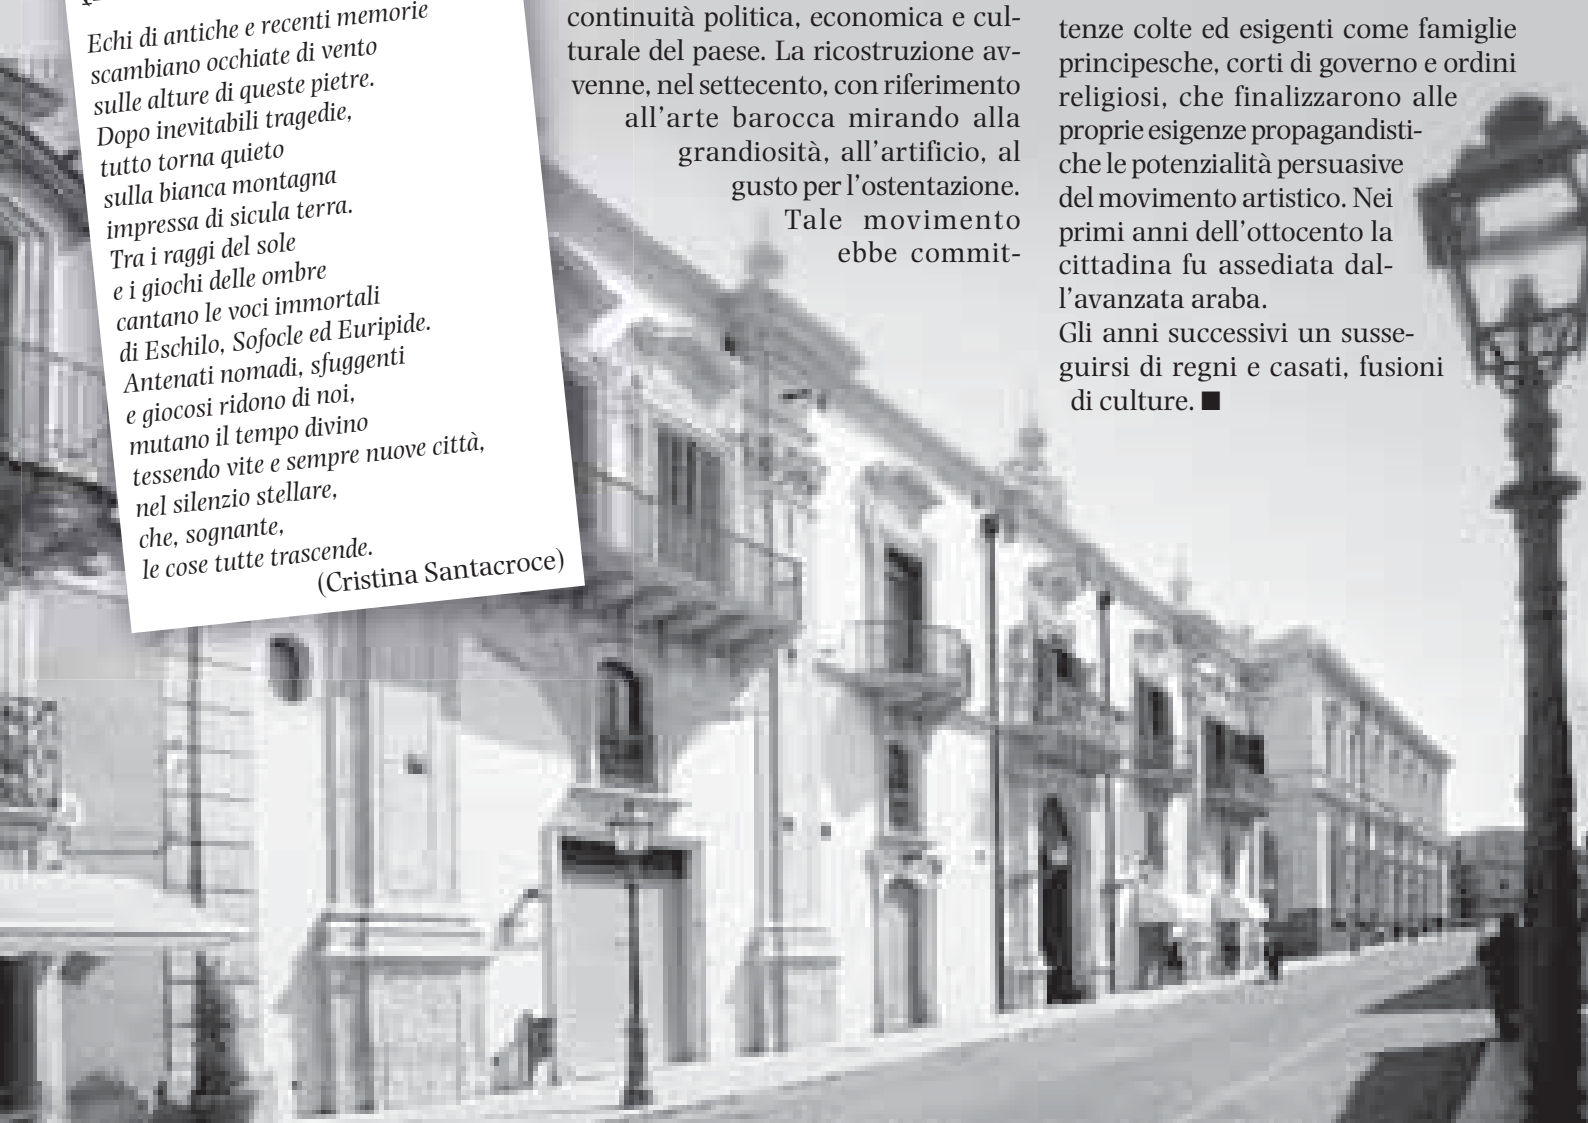 Echi di antiche e recenti memorie
scambiano occhiate di vento
sulle alture di queste pietre.
Dopo inevitabili tragedie,
tutto torna quieto
sulla bianca montagna
impressa di sicula terra.
Tra i raggi del sole
e i giochi delle ombre
cantano le voci immortali
di Eschilo, Sofocle ed Euripide.
Antenati nomadi, sfuggenti
e giocosi ridono di noi,
mutano il tempo divino
tessendo vite e sempre nuove città,
nel silenzio stellare,
che, sognante,
le cose tutte trascende.
(Cristina Santacroce)
continuità politica, economica e cul-
turale del paese. La ricostruzione av-
venne, nel settecento, con riferimento
all'arte barocca mirando alla
grandiosità, all'artificio, al
gusto per l'ostentazione.
Tale movimento
ebbe commit-
tenze colte ed esigenti come famiglie
principesche, corti di governo e ordini
religiosi, che finalizzarono alle
proprie esigenze propagandisti-
che le potenzialità persuasive
del movimento artistico. Nei
primi anni dell'ottocento la
cittadina fu assediata dal-
l'avanzata araba.
Gli anni successivi un susse-
guirsi di regni e casati, fusioni
di culture. ■